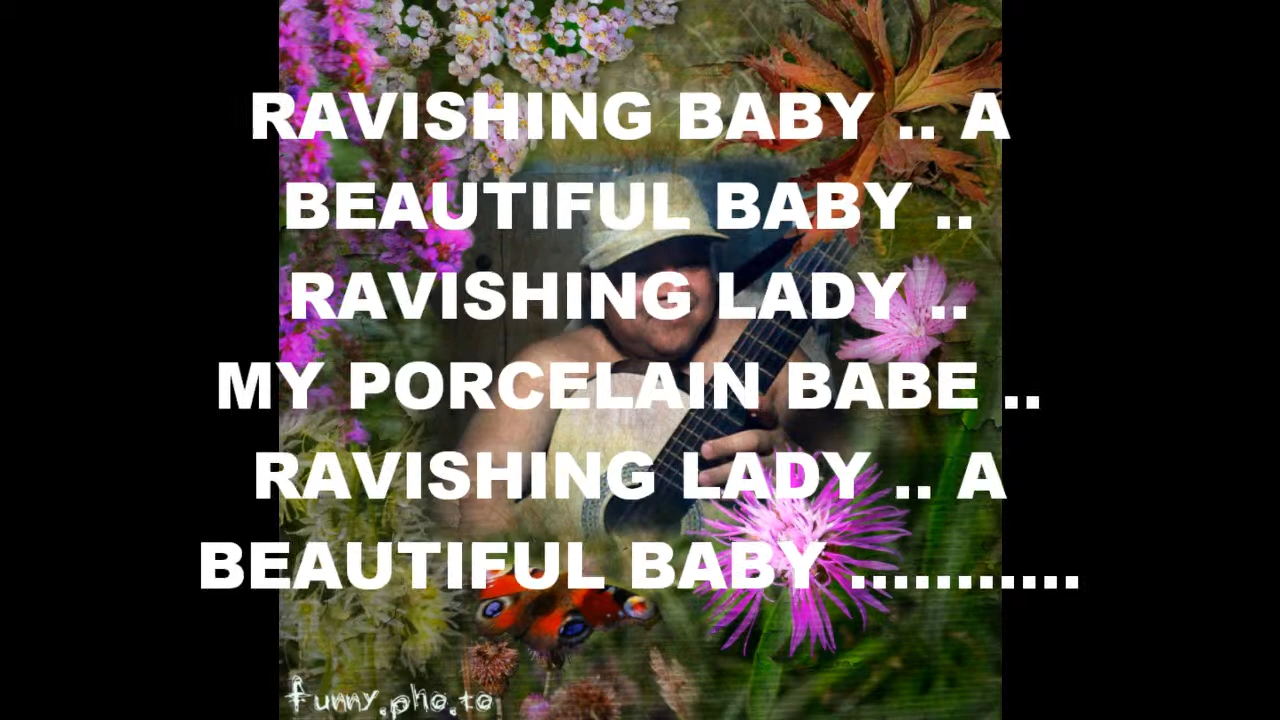 RAVISHING BABY .. A
BEAUTIFUL BABY ..
RAVISHING LADY ..
MY PORCELAIN BABE ..
RAVISHING LADY .. A
BEAUTIFUL BABY ...........
funny.pho.to